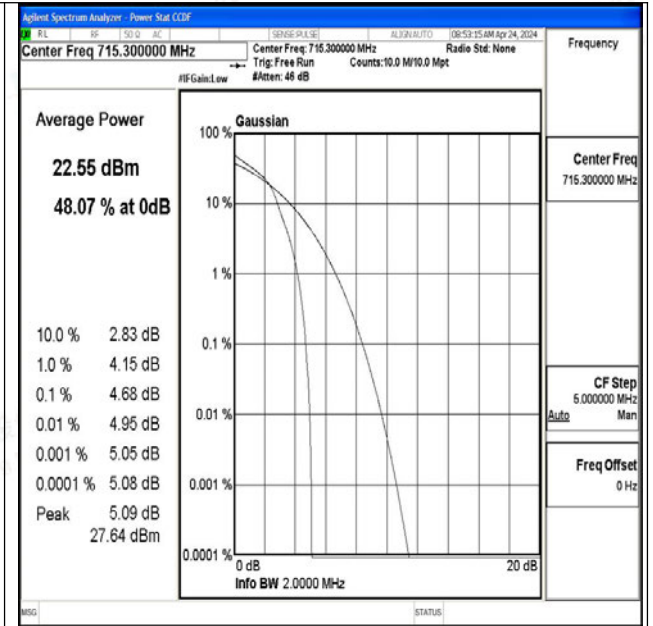 Agilent Spectrum Analyzer - Power Stat CCDF
RL RF 50 Ω AC SENSE:PULSE ALIGN AUTO 08:53:15 AM Apr 24, 2024
Center Freq 715.300000 MHz
Center Freq: 715.300000 MHz Radio Std: None
Trig: Free Run Counts:10.0 M/10.0 Mpt
#IFGain:Low #Atten: 46 dB
Frequency
Average Power
22.55 dBm
48.07 % at 0dB
10.0 % 2.83 dB
1.0 % 4.15 dB
0.1 % 4.68 dB
0.01 % 4.95 dB
0.001 % 5.05 dB
0.0001 % 5.08 dB
Peak 5.09 dB
27.64 dBm
Gaussian
100 %
10 %
1 %
0.1 %
0.01 %
0.001 %
0.0001 %
0 dB 20 dB
Info BW 2.0000 MHz
Center Freq
715.300000 MHz
CF Step
5.000000 MHz
Auto Man
Freq Offset
0 Hz
MSG STATUS